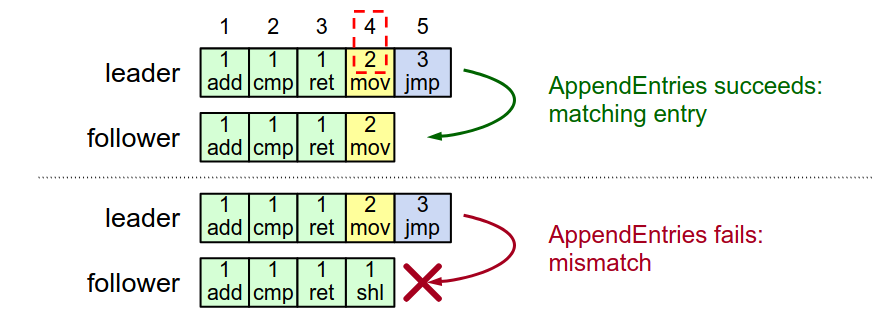 1 2 3 4 5
leader 1 1 1 2 3
add cmp ret mov jmp
AppendEntries succeeds:
matching entry
follower 1 1 1 2
add cmp ret mov
leader 1 1 1 2 3
add cmp ret mov jmp
AppendEntries fails:
mismatch
follower 1 1 1 1
add cmp ret shl